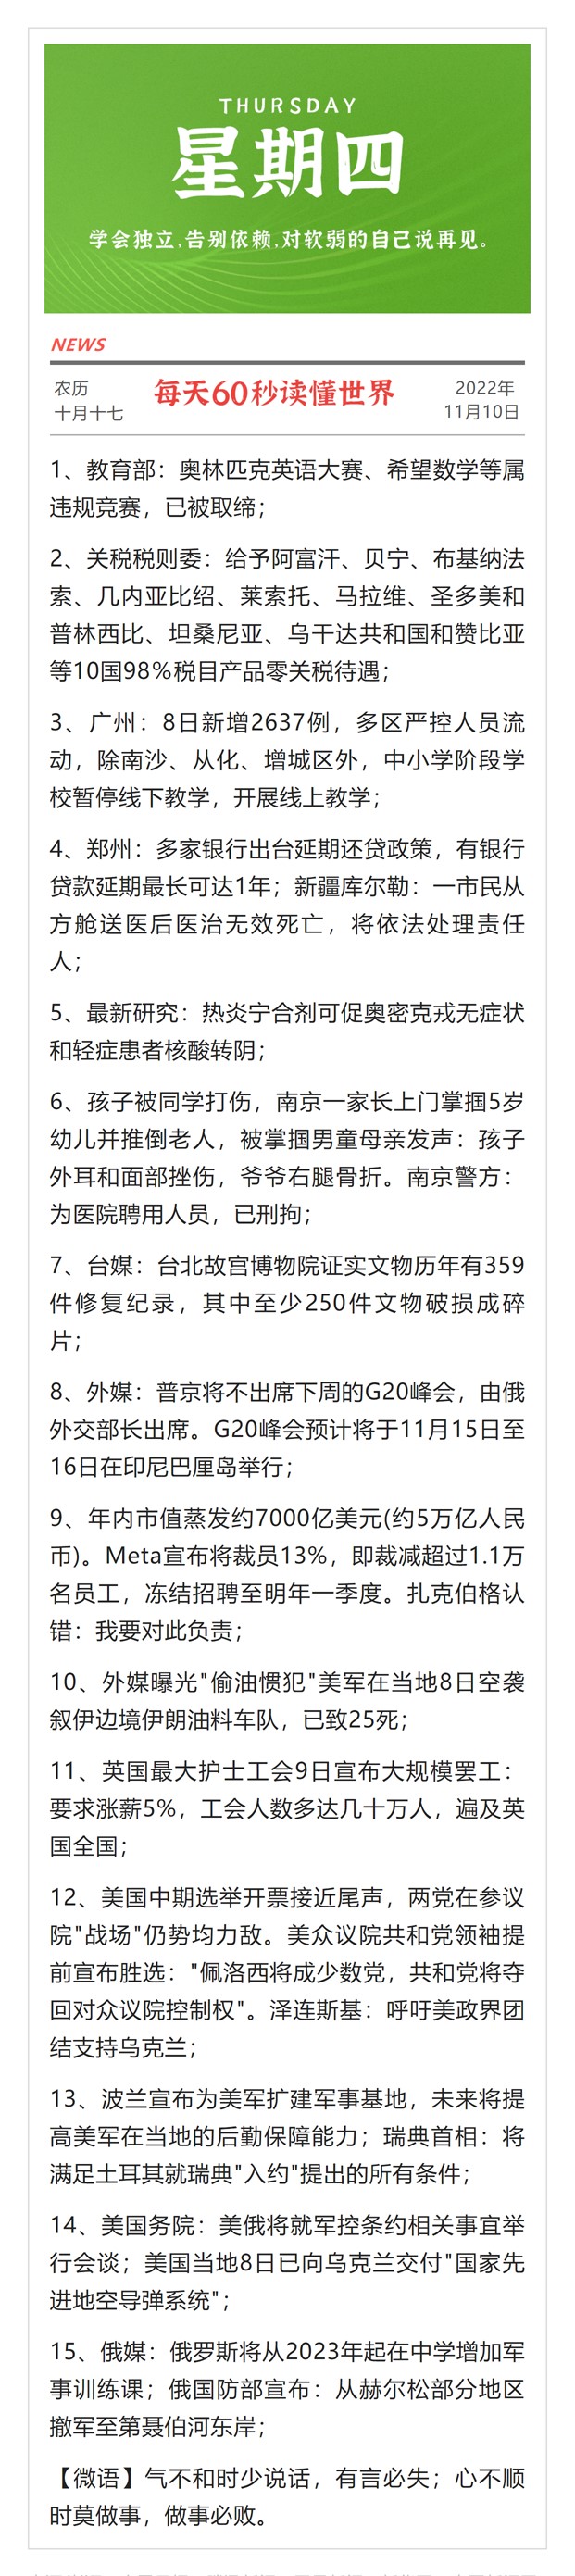 THURSDAY
星期四
学会独立,告别依赖,对软弱的自己说再见。
NEWS
农历
十月十七
每天60秒读懂世界
2022年
11月10日
1、教育部：奥林匹克英语大赛、希望数学等属
违规竞赛，已被取缔；
2、关税税则委：给予阿富汗、贝宁、布基纳法
索、几内亚比绍、莱索托、马拉维、圣多美和
普林西比、坦桑尼亚、乌干达共和国和赞比亚
等10国98%税目产品零关税待遇；
3、广州：8日新增2637例，多区严控人员流
动，除南沙、从化、增城区外，中小学阶段学
校暂停线下教学，开展线上教学；
4、郑州：多家银行出台延期还贷政策，有银行
贷款延期最长可达1年；新疆库尔勒：一市民从
方舱送医后医治无效死亡，将依法处理责任
人；
5、最新研究：热炎宁合剂可促奥密克戎无症状
和轻症患者核酸转阴；
6、孩子被同学打伤，南京一家长上门掌掴5岁
幼儿并推倒老人，被掌掴男童母亲发声：孩子
外耳和面部挫伤，爷爷右腿骨折。南京警方：
为医院聘用人员，已刑拘；
7、台媒：台北故宫博物院证实文物历年有359
件修复纪录，其中至少250件文物破损成碎
片；
8、外媒：普京将不出席下周的G20峰会，由俄
外交部长出席。G20峰会预计将于11月15日至
16日在印尼巴厘岛举行；
9、年内市值蒸发约7000亿美元(约5万亿人民
币)。Meta宣布将裁员13%，即裁减超过1.1万
名员工，冻结招聘至明年一季度。扎克伯格认
错：我要对此负责；
10、外媒曝光"偷油惯犯"美军在当地8日空袭
叙伊边境伊朗油料车队，已致25死；
11、英国最大护士工会9日宣布大规模罢工：
要求涨薪5%，工会人数多达几十万人，遍及英
国全国；
12、美国中期选举开票接近尾声，两党在参议
院"战场"仍势均力敌。美众议院共和党领袖提
前宣布胜选："佩洛西将成少数党，共和党将夺
回对众议院控制权"。泽连斯基：呼吁美政界团
结支持乌克兰；
13、波兰宣布为美军扩建军事基地，未来将提
高美军在当地的后勤保障能力；瑞典首相：将
满足土耳其就瑞典"入约"提出的所有条件；
14、美国务院：美俄将就军控条约相关事宜举
行会谈；美国当地8日已向乌克兰交付"国家先
进地空导弹系统"；
15、俄媒：俄罗斯将从2023年起在中学增加军
事训练课；俄国防部宣布：从赫尔松部分地区
撤军至第聂伯河东岸；
【微语】气不和时少说话，有言必失；心不顺
时莫做事，做事必败。